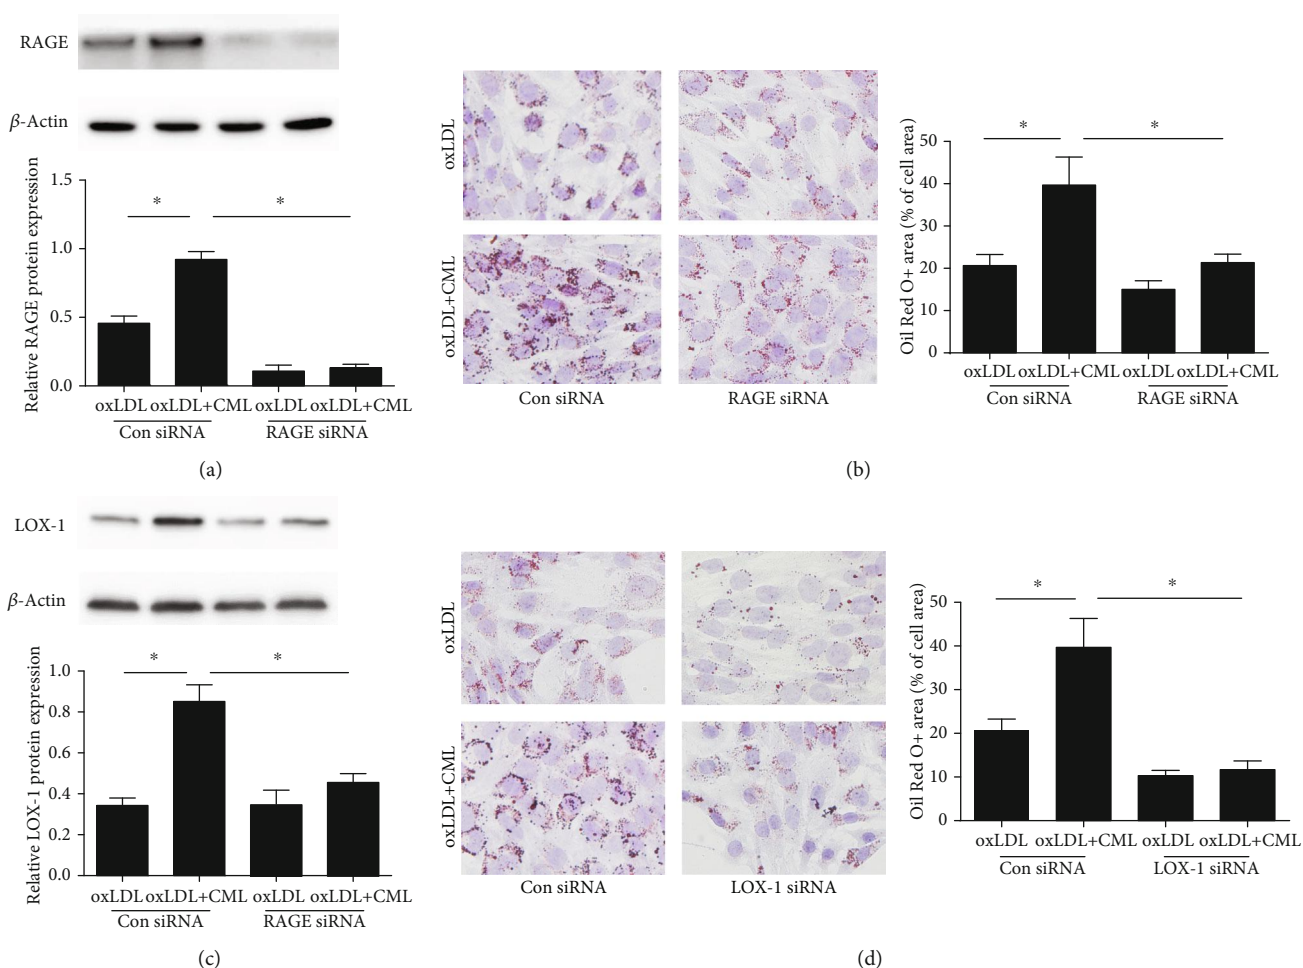 RAGE
β-Actin
Relative RAGE protein expression
1.5
*
*
1.0
0.5
0.0
oxLDL oxLDL+CML oxLDL oxLDL+CML
Con siRNA
RAGE siRNA
(a)
oxLDL
oxLDL+CML
Con siRNA
RAGE siRNA
Oil Red O+ area (% of cell area)
50
*
*
40
30
20
10
0
oxLDL oxLDL+CML oxLDL oxLDL+CML
Con siRNA
RAGE siRNA
(b)
LOX-1
β-Actin
Relative LOX-1 protein expression
1.0
*
*
0.8
0.6
0.4
0.2
0.0
oxLDL oxLDL+CML oxLDL oxLDL+CML
Con siRNA
RAGE siRNA
(c)
oxLDL
oxLDL+CML
Con siRNA
LOX-1 siRNA
Oil Red O+ area (% of cell area)
50
*
*
40
30
20
10
0
oxLDL oxLDL+CML oxLDL oxLDL+CML
Con siRNA
LOX-1 siRNA
(d)